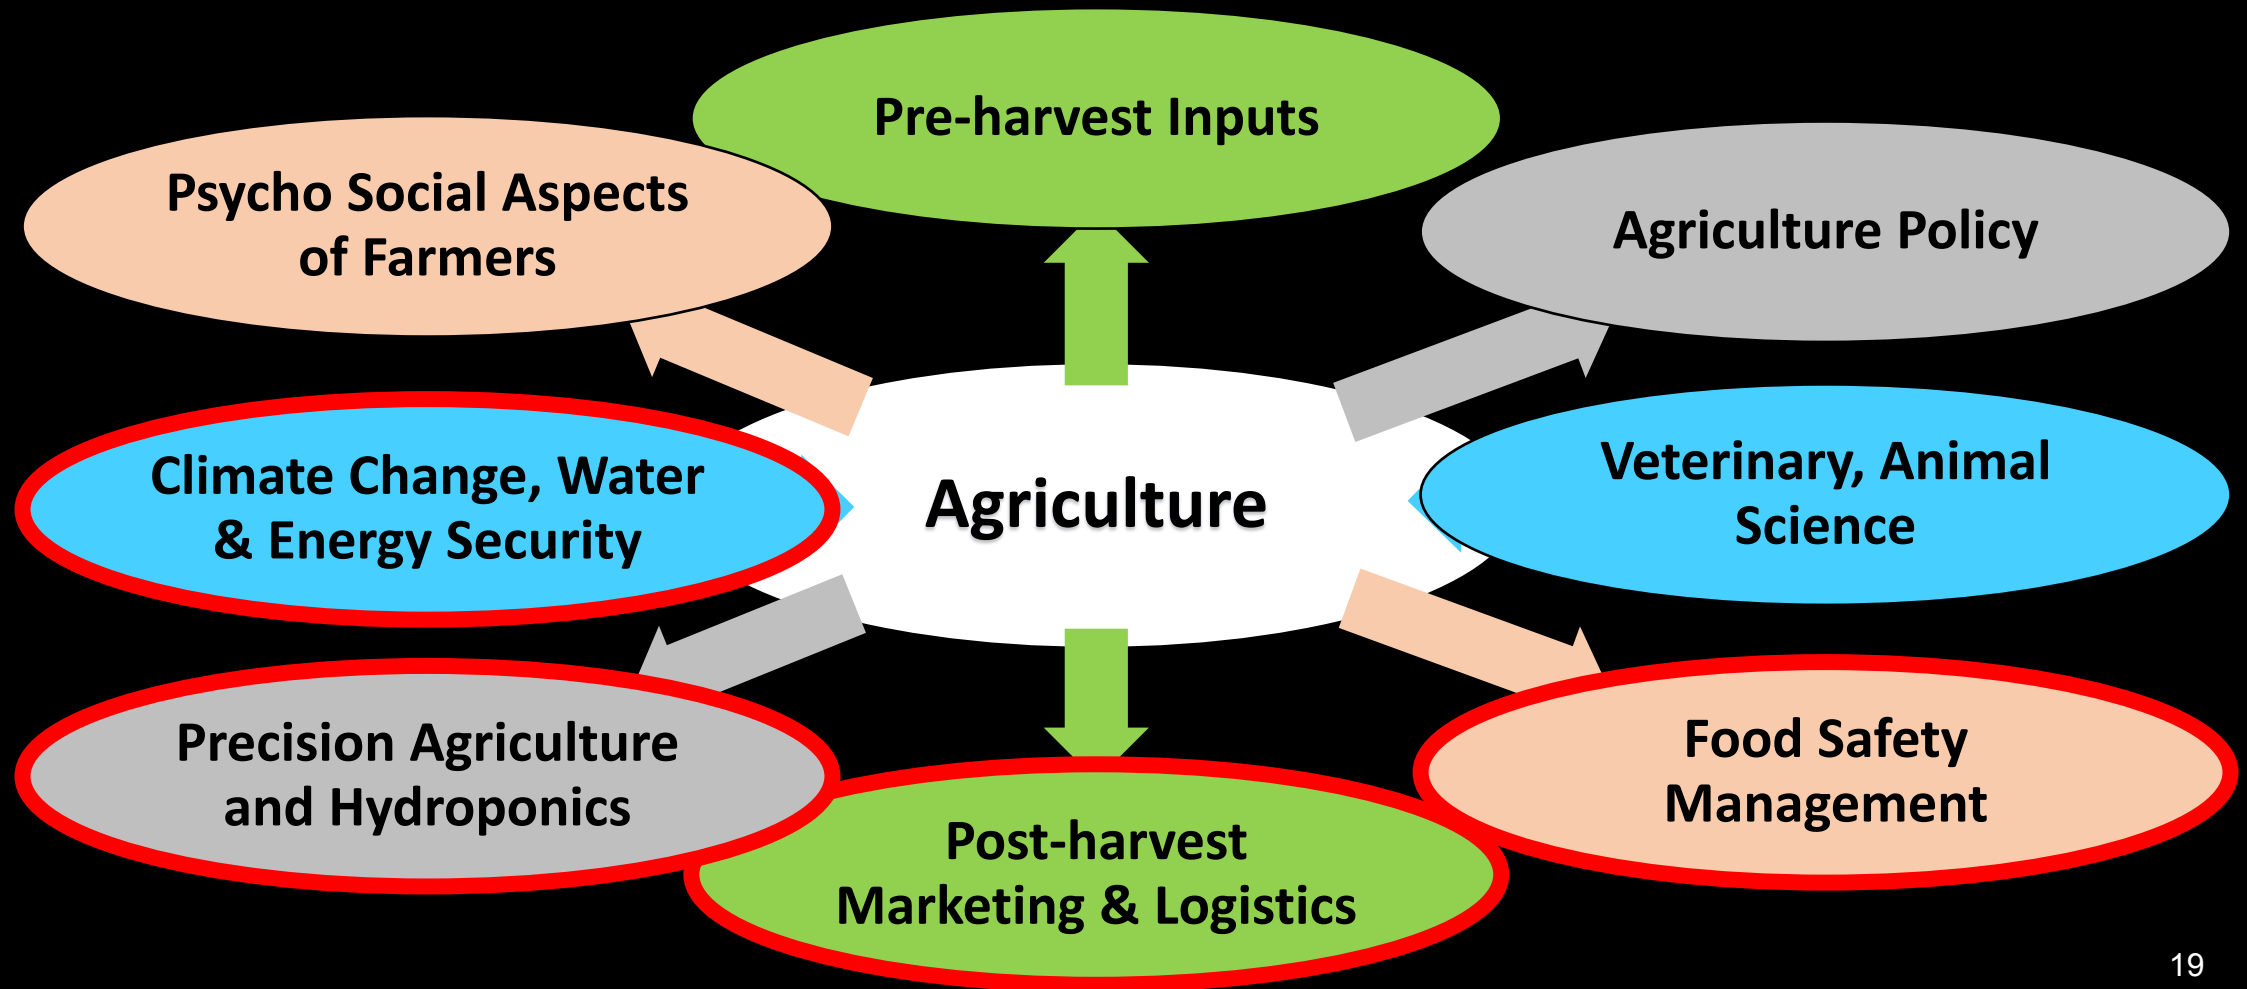 Pre-harvest Inputs
Psycho Social Aspects
of Farmers
Agriculture Policy
Climate Change, Water
& Energy Security
Agriculture
Veterinary, Animal
Science
Precision Agriculture
and Hydroponics
Post-harvest
Marketing & Logistics
Food Safety
Management
19